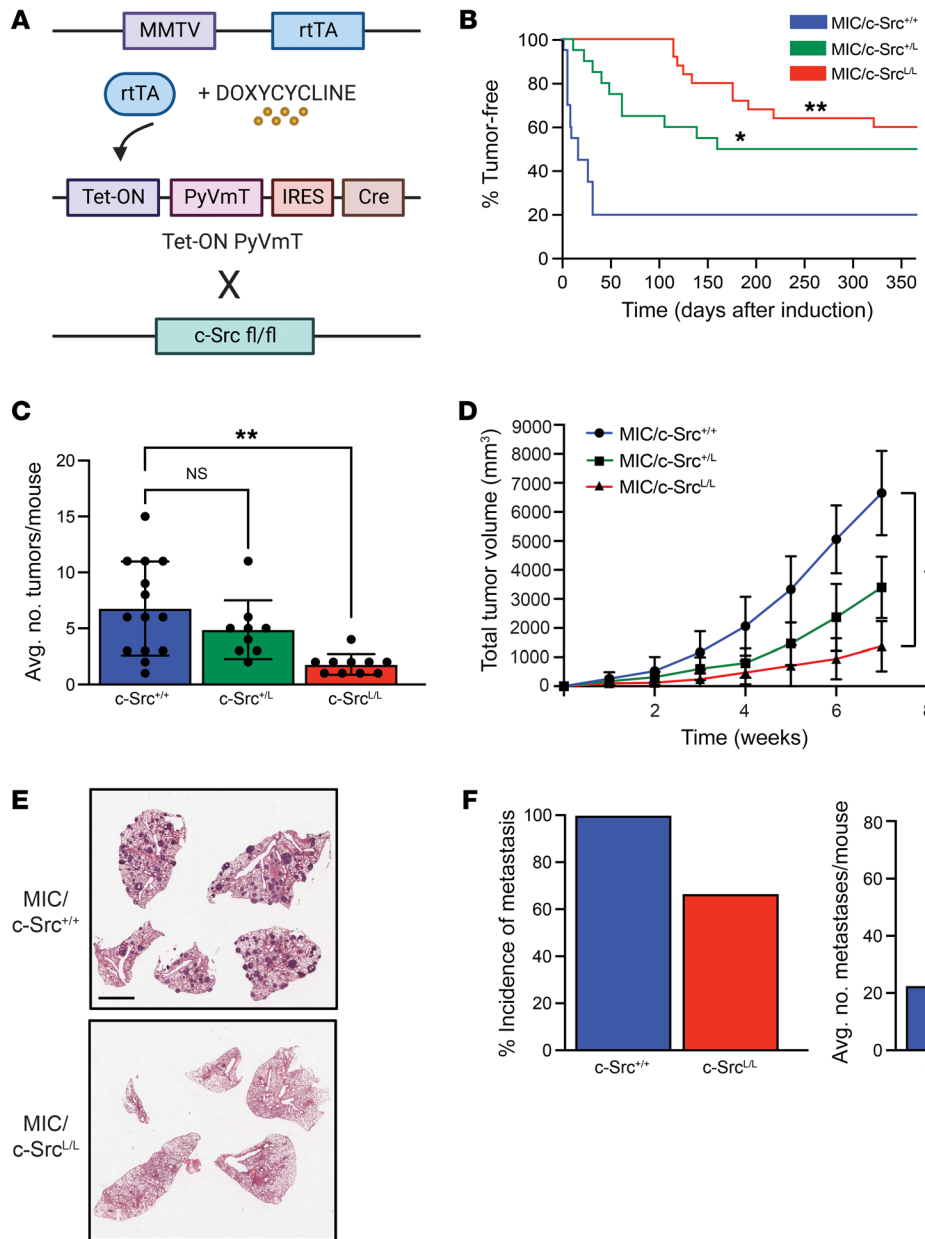 A
MMTV
rtTA
rtTA
+ DOXYCYCLINE
Tet-ON
PyVmT
IRES
Cre
Tet-ON PyVmT
X
c-Src fl/fl
B
% Tumor-free
100
80
60
40
20
0
0 50 100 150 200 250 300 350
Time (days after induction)
MIC/c-Src+/+
MIC/c-Src+/L
MIC/c-SrcL/L
**
*
C
Avg. no. tumors/mouse
20
15
10
5
0
**
NS
c-Src+/+
c-Src+/L
c-SrcL/L
D
Total tumor volume (mm³)
9000
8000
7000
6000
5000
4000
3000
2000
1000
0
2 4 6
Time (weeks)
MIC/c-Src+/+
MIC/c-Src+/L
MIC/c-SrcL/L
E
MIC/
c-Src+/+
MIC/
c-SrcL/L
F
% Incidence of metastasis
100
80
60
40
20
0
c-Src+/+
c-SrcL/L
Avg. no. metastases/mouse
80
60
40
20
0